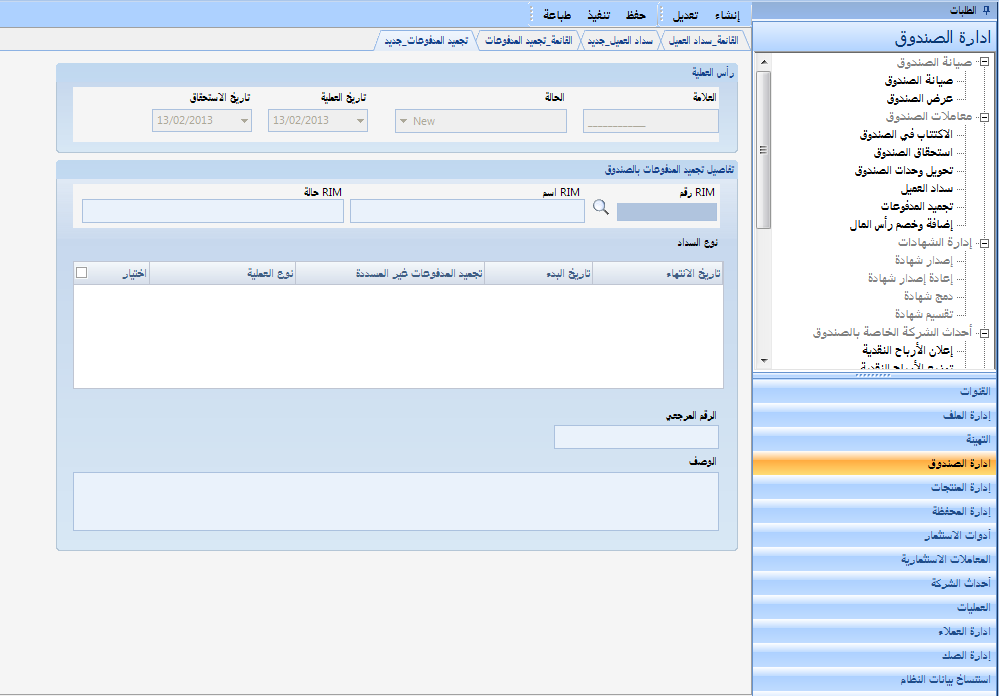 الطلبات
ادارة الصندوق
صيانة الصندوق
صيانة الصندوق
عرض الصندوق
معاملات الصندوق
الاكتتاب في الصندوق
استحقاق الصندوق
تحويل وحدات الصندوق
سداد العميل
تجميد المدفوعات
إضافة وخصم رأس المال
إدارة الشهادات
إصدار شهادة
إعادة إصدار شهادة
دمج شهادة
تقسيم شهادة
أحداث الشركة الخاصة بالصندوق
إعلان الأرباح النقدية
توزيع الأرباح النقدية
القنوات
إدارة الملف
التهيئة
ادارة الصندوق
إدارة المنتجات
إدارة المحفظة
أدوات الاستثمار
المعاملات الاستثمارية
أحداث الشركة
العمليات
ادارة العملاء
إدارة الصك
استنساخ بيانات النظام
إنشاء تعديل حفظ تنفيذ طباعة
القائمة_سداد العميل سداد العميل_جديد القائمة_تجميد المدفوعات تجميد المدفوعات_جديد
رأس العملية
العلامة الحالة تاريخ العملية تاريخ الاستحقاق
___________ New 13/02/2013 13/02/2013
تفاصيل تجميد المدفوعات بالصندوق
RIM رقم RIM اسم RIM حالة
نوع السداد
تاريخ الانتهاء تاريخ البدء تجميد المدفوعات غير المسددة نوع العملية اختيار
الرقم المرجعي
الوصف